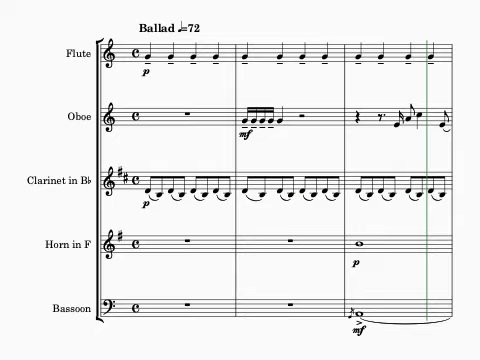 Ballad ♩=72
Flute
p
Oboe
mf
Clarinet in B♭
p
Horn in F
p
Bassoon
mf